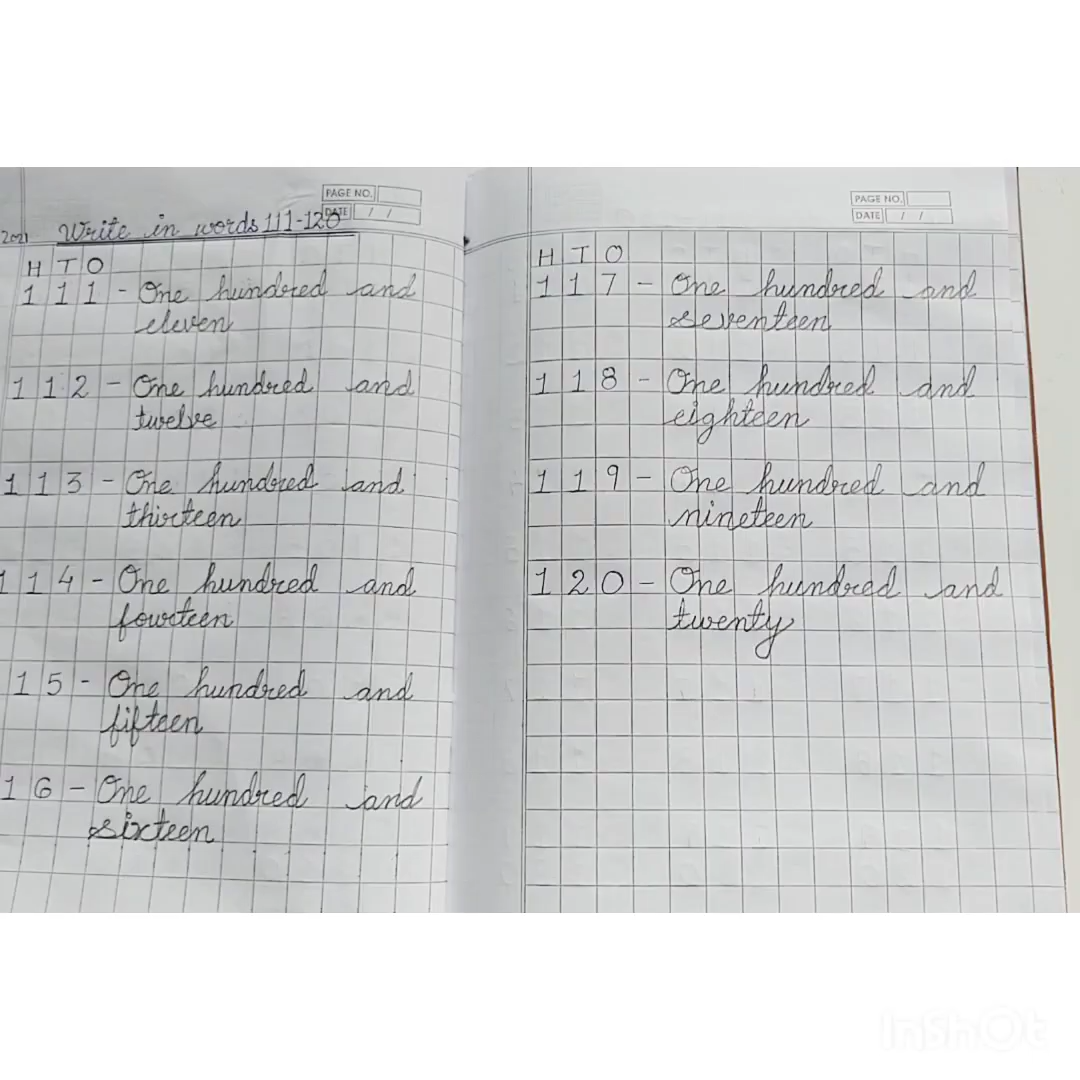 PAGE NO.
DATE / /
2021 Write in words 111-120
H T O
1 1 1 - One hundred and
eleven
1 1 2 - One hundred and
twelve
1 1 3 - One hundred and
thirteen
1 1 4 - One hundred and
fourteen
1 5 - One hundred and
fifteen
1 6 - One hundred and
sixteen
PAGE NO.
DATE / /
H T O
1 1 7 - One hundred and
seventeen
1 1 8 - One hundred and
eighteen
1 1 9 - One hundred and
nineteen
1 2 0 - One hundred and
twenty
InShOt